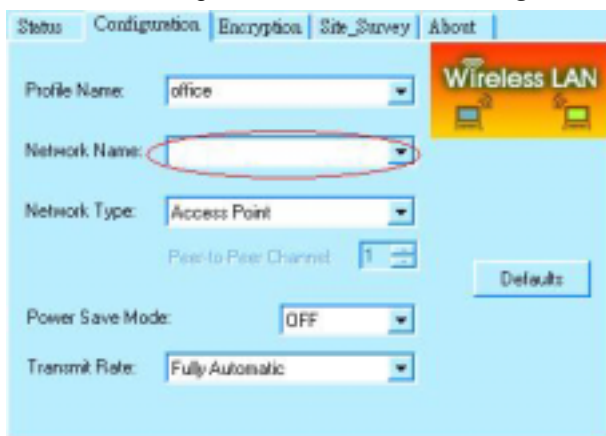 Status Configuration Encryption Site_Survey About
Wireless LAN
Profile Name: office
Network Name:
Network Type: Access Point
Peer-to Peer Channel 1
Defaults
Power Save Mode: OFF
Transmit Rate: Fully Automatic